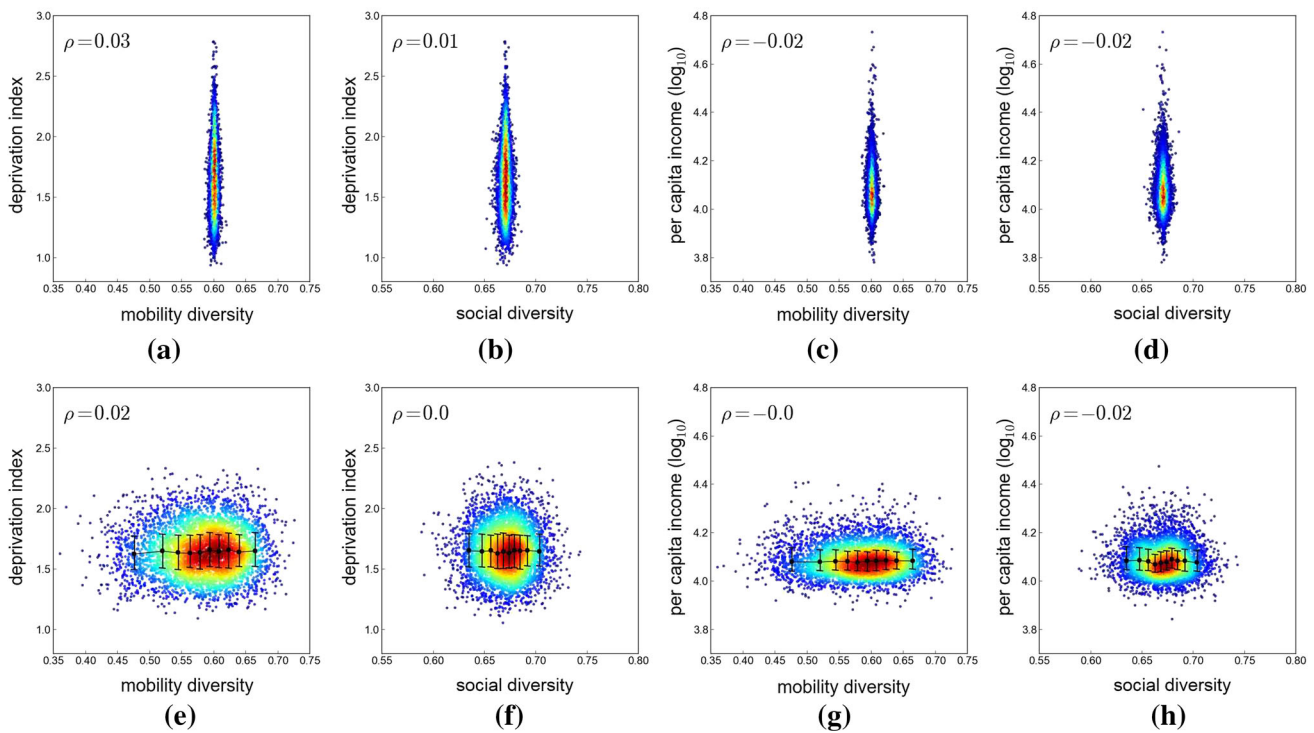 ρ=0.03
deprivation index
3.0
2.5
2.0
1.5
1.0
0.35 0.40 0.45 0.50 0.55 0.60 0.65 0.70 0.75
mobility diversity
(a)
ρ=0.01
deprivation index
3.0
2.5
2.0
1.5
1.0
0.55 0.60 0.65 0.70 0.75 0.80
social diversity
(b)
ρ=−0.02
per capita income (log10)
4.8
4.6
4.4
4.2
4.0
3.8
0.35 0.40 0.45 0.50 0.55 0.60 0.65 0.70 0.75
mobility diversity
(c)
ρ=−0.02
per capita income (log10)
4.8
4.6
4.4
4.2
4.0
3.8
0.55 0.60 0.65 0.70 0.75 0.80
social diversity
(d)
ρ=0.02
deprivation index
3.0
2.5
2.0
1.5
1.0
0.35 0.40 0.45 0.50 0.55 0.60 0.65 0.70 0.75
mobility diversity
(e)
ρ=0.0
deprivation index
3.0
2.5
2.0
1.5
1.0
0.55 0.60 0.65 0.70 0.75 0.80
social diversity
(f)
ρ=−0.0
per capita income (log10)
4.8
4.6
4.4
4.2
4.0
3.8
0.35 0.40 0.45 0.50 0.55 0.60 0.65 0.70 0.75
mobility diversity
(g)
ρ=−0.02
per capita income (log10)
4.8
4.6
4.4
4.2
4.0
3.8
0.55 0.60 0.65 0.70 0.75 0.80
social diversity
(h)